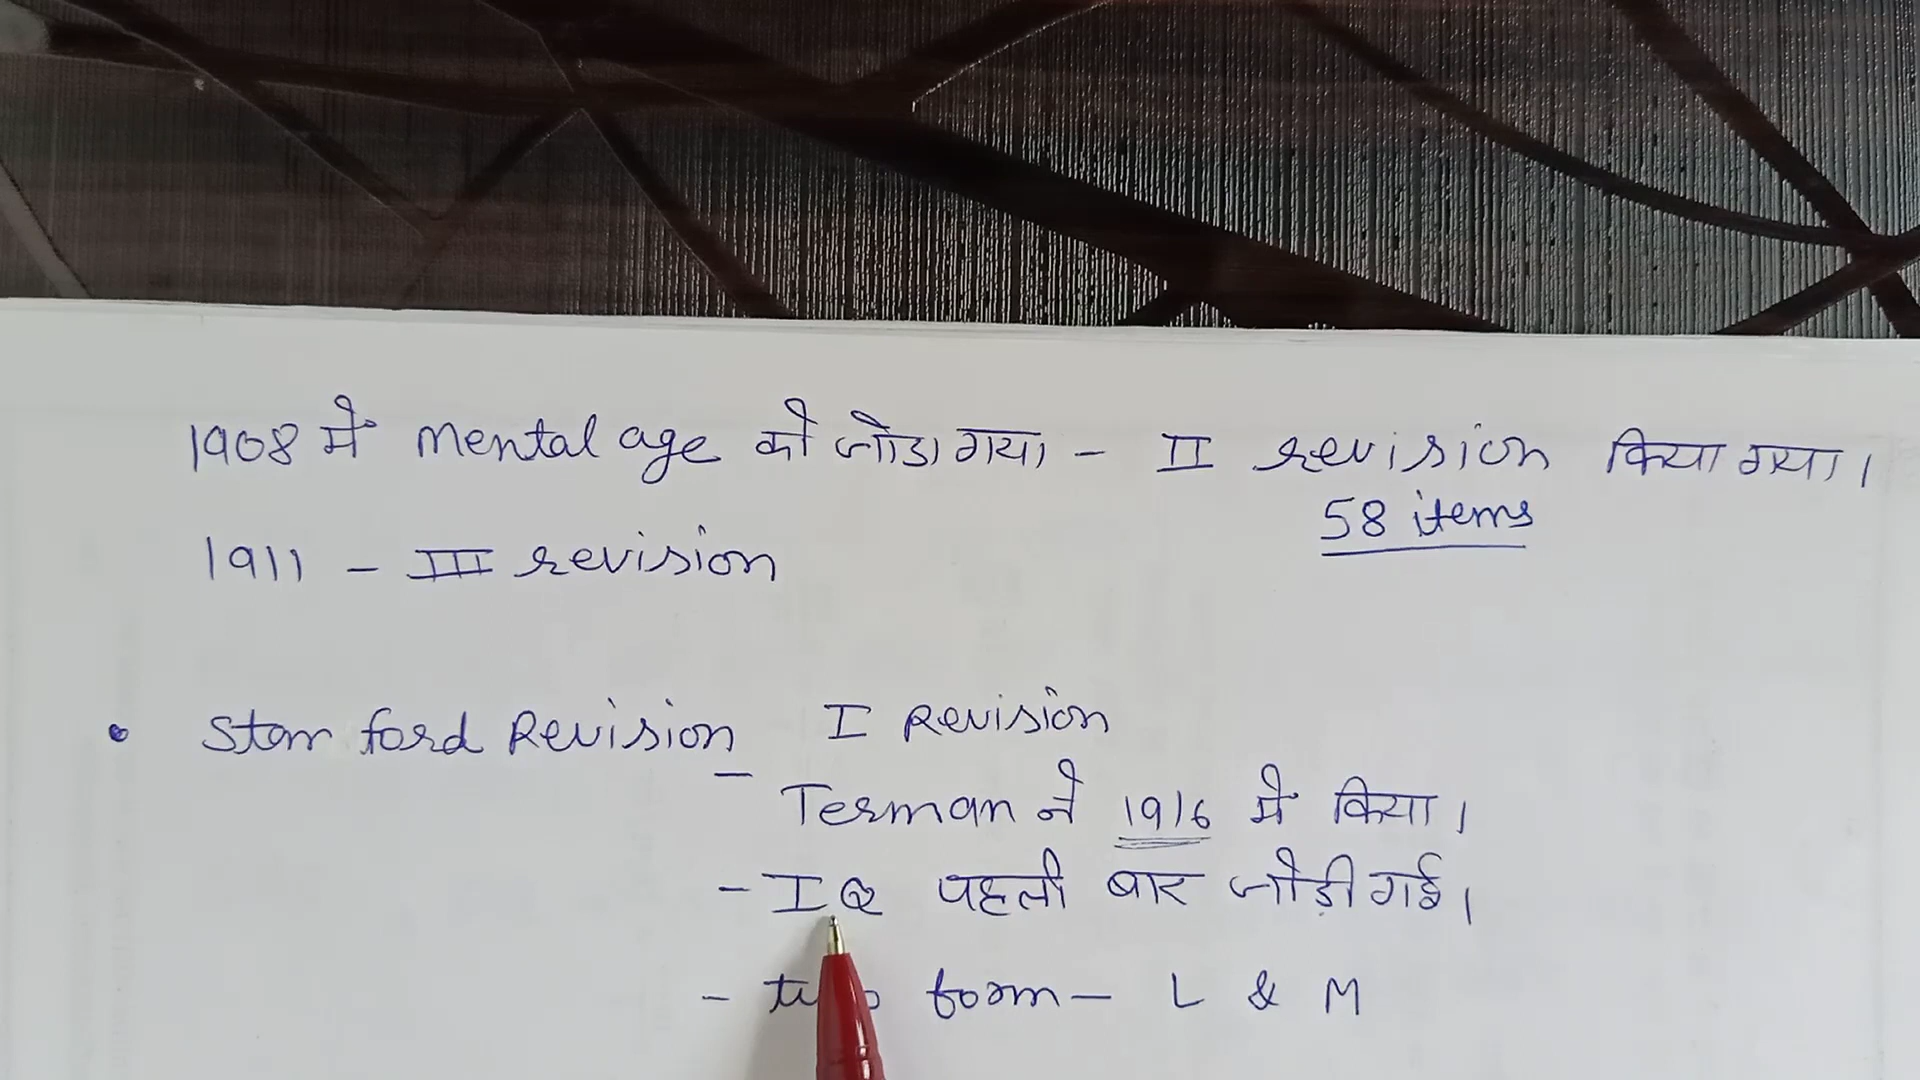 1908 में mental age को जोडा गया - II revision किया गया।
58 items
1911 - III revision
• Stan ford Revision - I Revision
Terman ने 1916 में किया।
- IQ पहली बार जोड़ी गई।
- two form - L & M